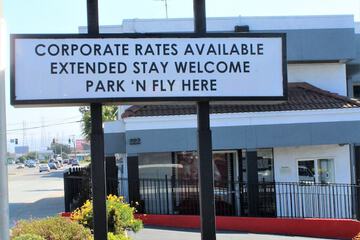 CORPORATE RATES AVAILABLE
EXTENDED STAY WELCOME
PARK 'N FLY HERE